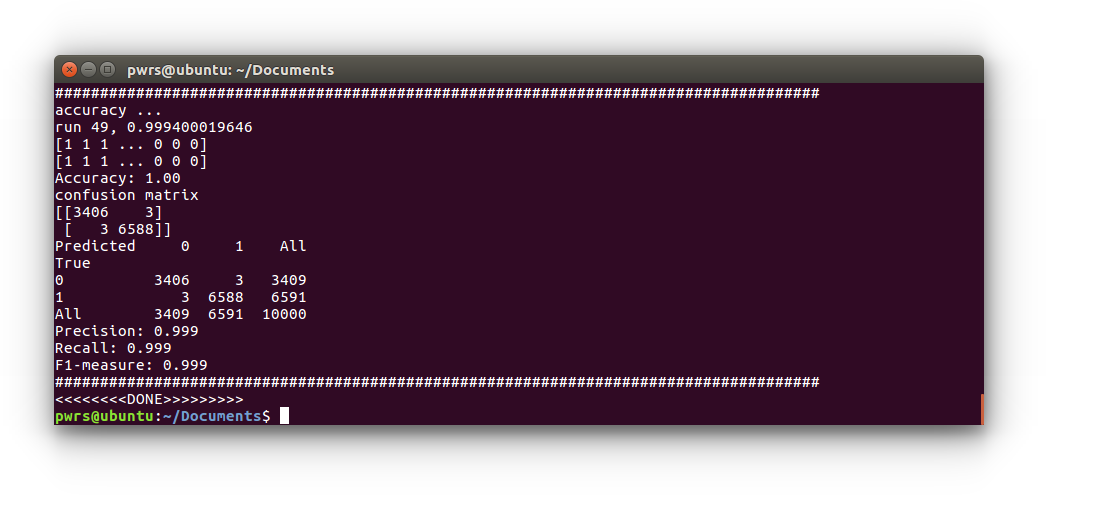 pwrs@ubuntu: ~/Documents
#####################################################################################
accuracy ...
run 49, 0.999400019646
[1 1 1 ... 0 0 0]
[1 1 1 ... 0 0 0]
Accuracy: 1.00
confusion matrix
[[3406    3]
 [   3 6588]]
Predicted     0     1    All
True
0          3406     3   3409
1             3  6588   6591
All        3409  6591  10000
Precision: 0.999
Recall: 0.999
F1-measure: 0.999
#####################################################################################
<<<<<<<<DONE>>>>>>>>>
pwrs@ubuntu:~/Documents$